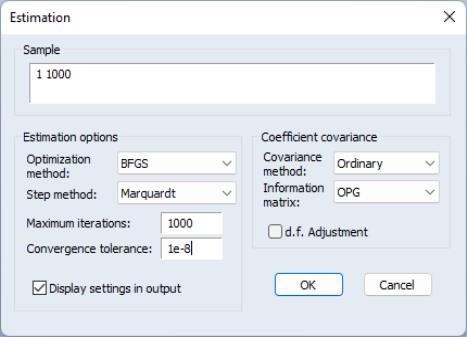 Estimation
Sample
1 1000
Estimation options
Optimization
method:
BFGS
Step method:
Marquardt
Maximum iterations:
1000
Convergence tolerance:
1e-8
Display settings in output
Coefficient covariance
Covariance
method:
Ordinary
Information
matrix:
OPG
d.f. Adjustment
OK
Cancel